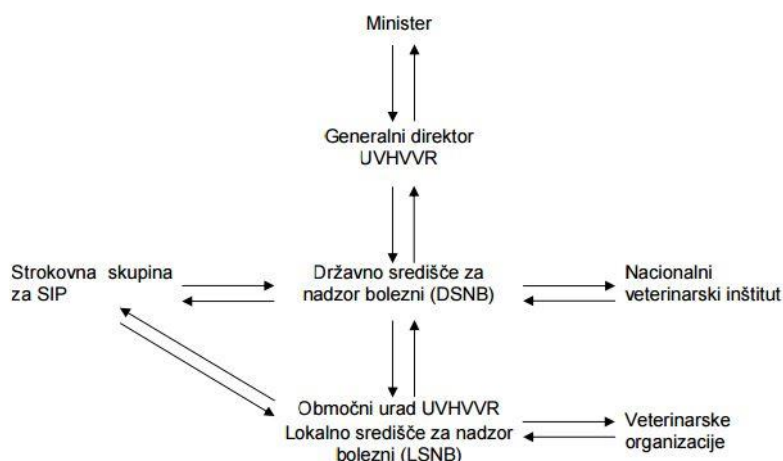 Minister
Generalni direktor
UVHVVR
Strokovna skupina
za SIP
Državno središče za
nadzor bolezni (DSNB)
Nacionalni
veterinarski inštitut
Območni urad UVHVVR
Lokalno središče za nadzor
bolezni (LSNB)
Veterinarske
organizacije